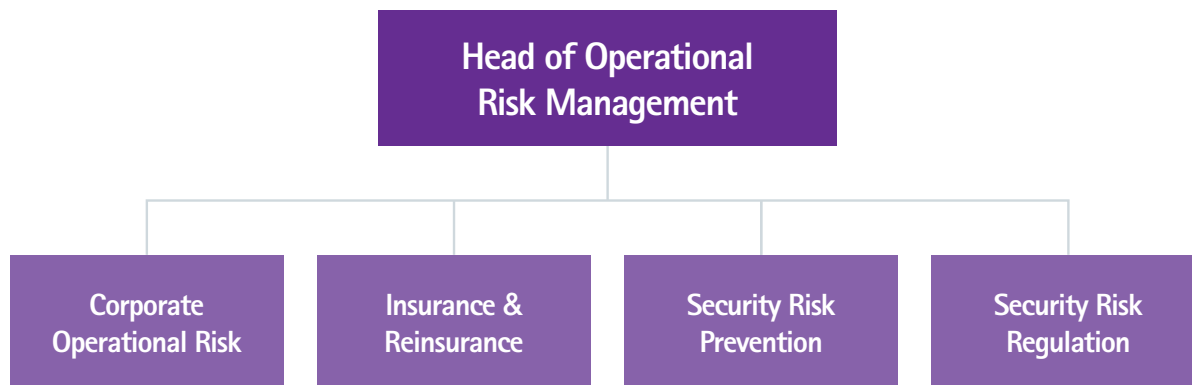 Head of Operational
Risk Management
Corporate
Operational Risk
Insurance &
Reinsurance
Security Risk
Prevention
Security Risk
Regulation